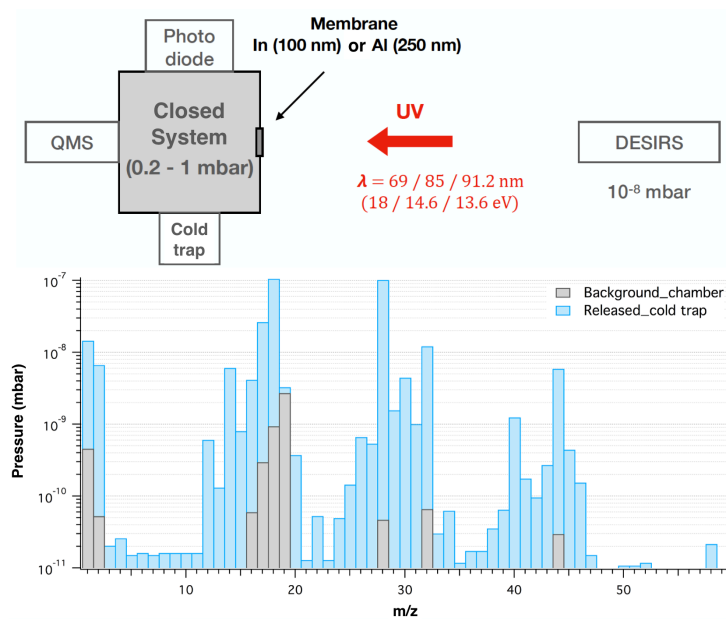 Membrane
In (100 nm) or Al (250 nm)
Photo
diode
Closed
System
(0.2 - 1 mbar)
QMS
Cold
trap
UV
λ = 69 / 85 / 91.2 nm
(18 / 14.6 / 13.6 eV)
DESIRS
10⁻⁸ mbar
Background_chamber
Released_cold trap
Pressure (mbar)
10⁻⁷
10⁻⁸
10⁻⁹
10⁻¹⁰
10⁻¹¹
10 20 30 40 50
m/z